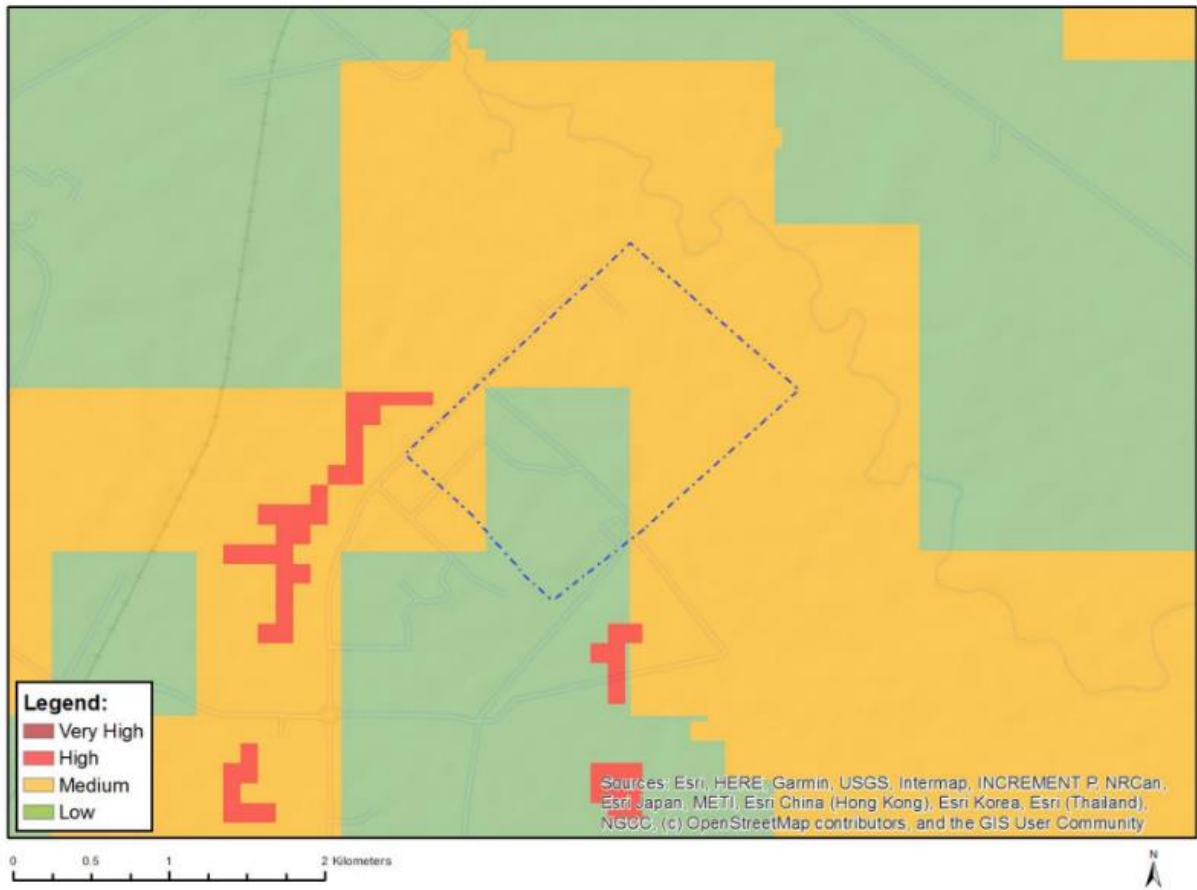 Legend:
Very High
High
Medium
Low
Sources: Esri, HERE, Garmin, USGS, Intermap, INCREMENT P, NRCan,
Esri Japan, METI, Esri China (Hong Kong), Esri Korea, Esri (Thailand),
NGCC, (c) OpenStreetMap contributors, and the GIS User Community
0 0.5 1 2 Kilometers
N